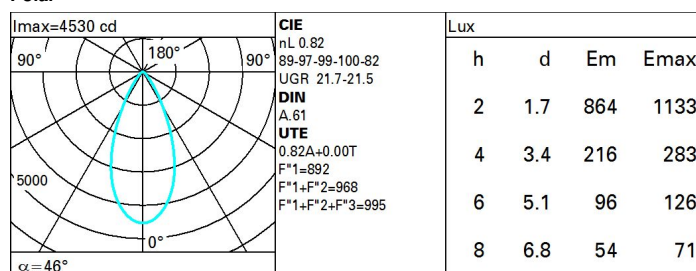 Imax=4530 cd
90°
180°
90°
5000
0°
α=46°
CIE
nL 0.82
89-97-99-100-82
UGR 21.7-21.5
DIN
A.61
UTE
0.82A+0.00T
F"1=892
F"1+F"2=968
F"1+F"2+F"3=995
Lux
h d Em Emax
2 1.7 864 1133
4 3.4 216 283
6 5.1 96 126
8 6.8 54 71